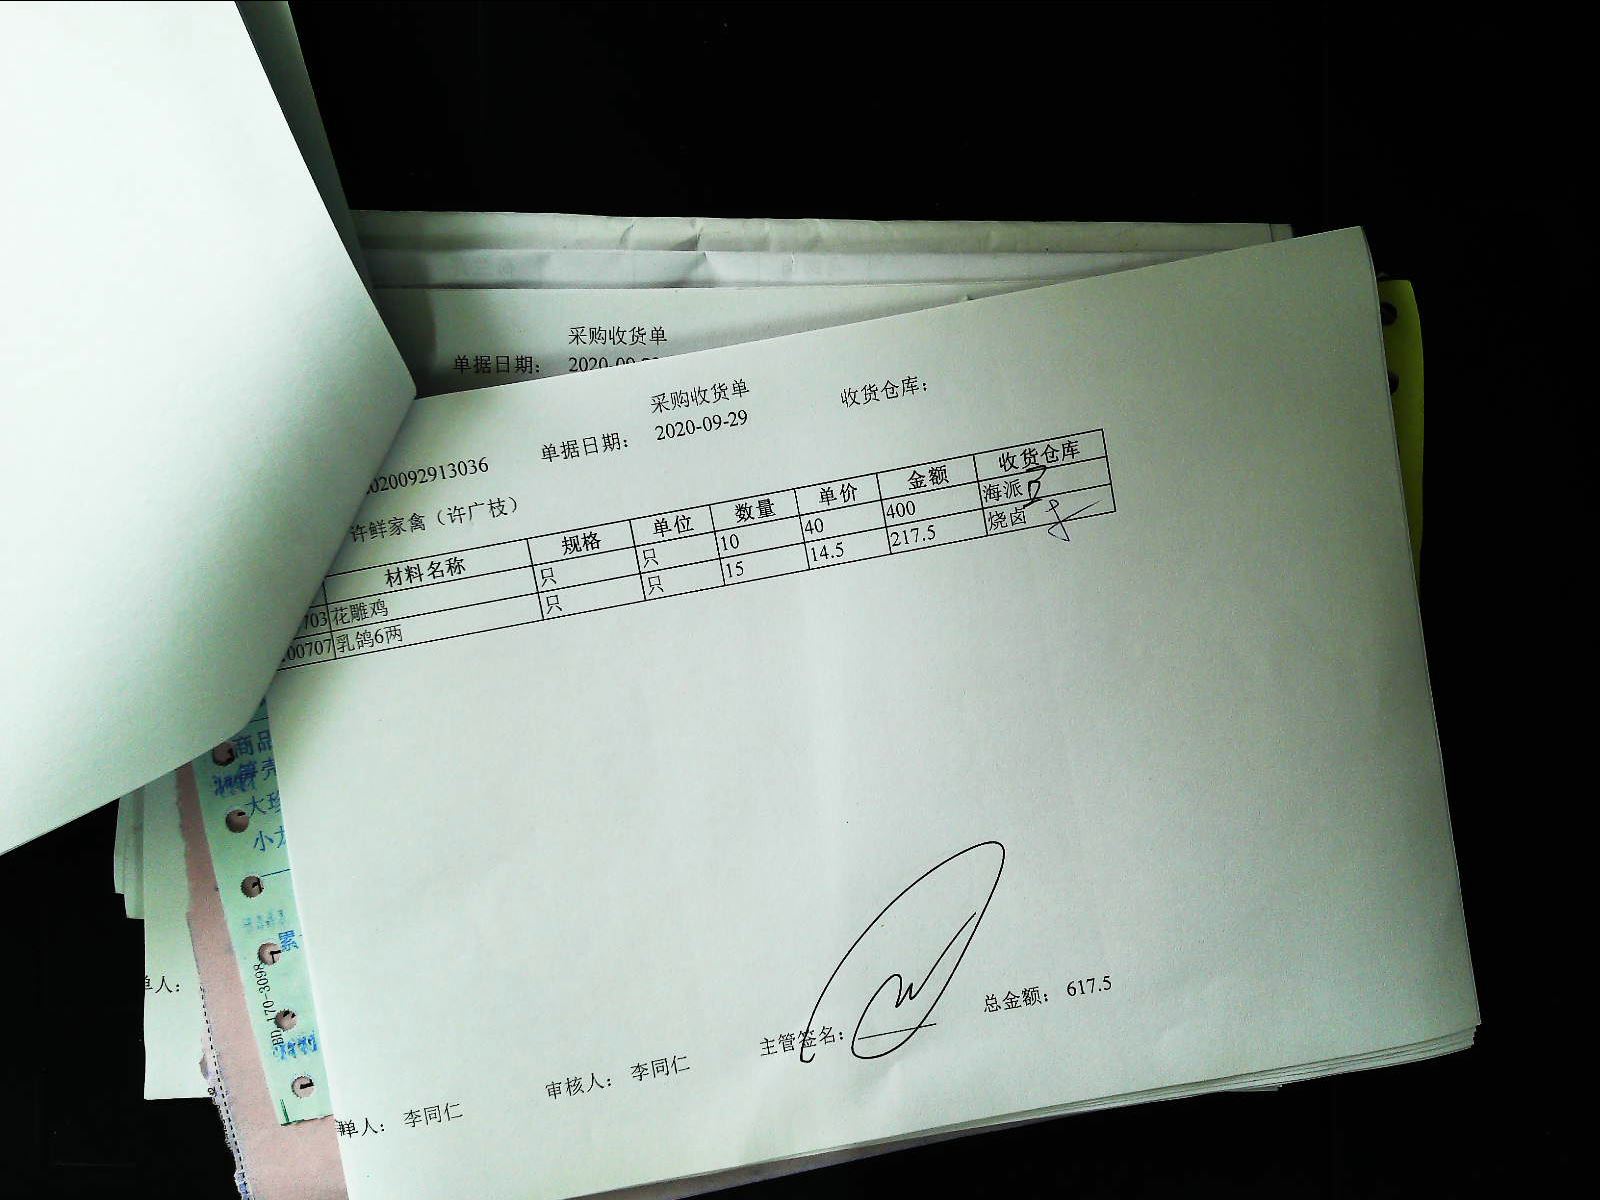 采购收货单
单据日期:
采购收货单
单据日期: 2020-09-29 收货仓库:
020092913036
许鲜家禽(许广枝)
材料名称 规格 单位 数量 单价 金额 收货仓库
703 花雕鸡 只 只 10 40 400 海派
00707 乳鸽6两 只 只 15 14.5 217.5 烧卤
商品
大
小
累
BD-170-3098
单人:
主管签名: 总金额: 617.5
单人: 李同仁 审核人: 李同仁